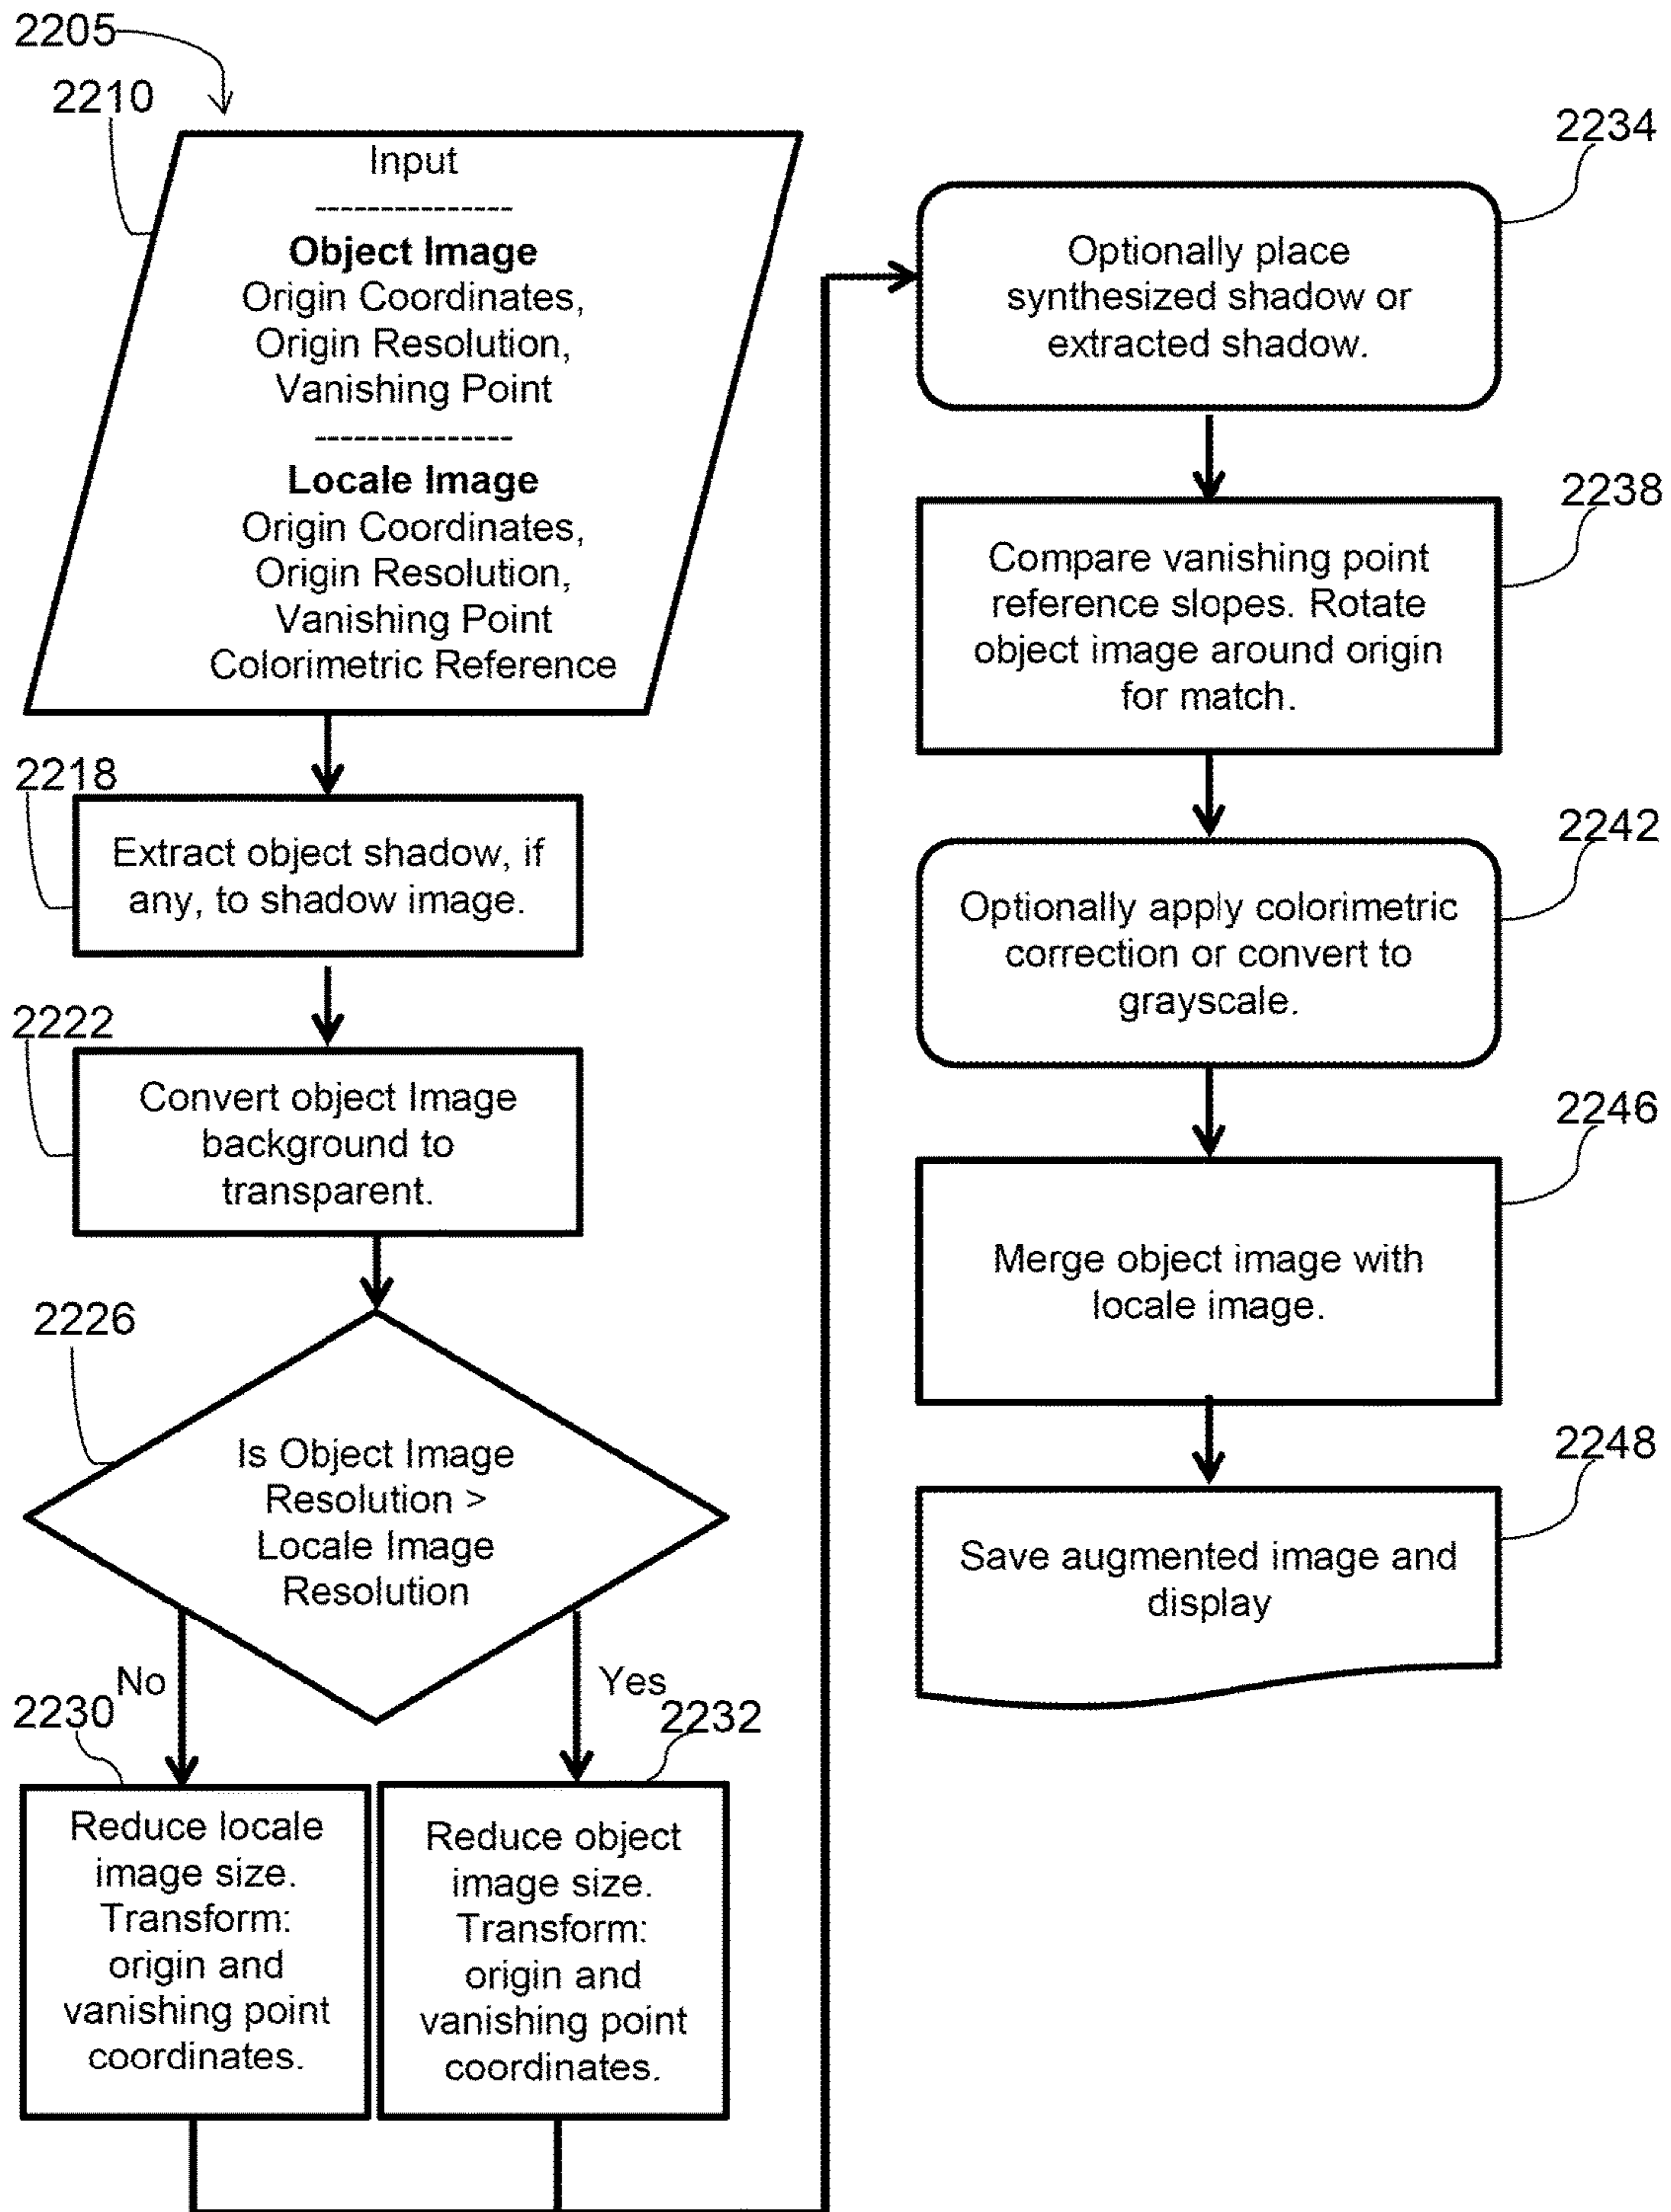 2205
2210
Input
---------------
Object Image
Origin Coordinates,
Origin Resolution,
Vanishing Point
---------------
Locale Image
Origin Coordinates,
Origin Resolution,
Vanishing Point
Colorimetric Reference
2218
Extract object shadow, if
any, to shadow image.
2222
Convert object Image
background to
transparent.
2226
Is Object Image
Resolution >
Locale Image
Resolution
No
Yes
2230
Reduce locale
image size.
Transform:
origin and
vanishing point
coordinates.
2232
Reduce object
image size.
Transform:
origin and
vanishing point
coordinates.
2234
Optionally place
synthesized shadow or
extracted shadow.
2238
Compare vanishing point
reference slopes. Rotate
object image around origin
for match.
2242
Optionally apply colorimetric
correction or convert to
grayscale.
2246
Merge object image with
locale image.
2248
Save augmented image and
display